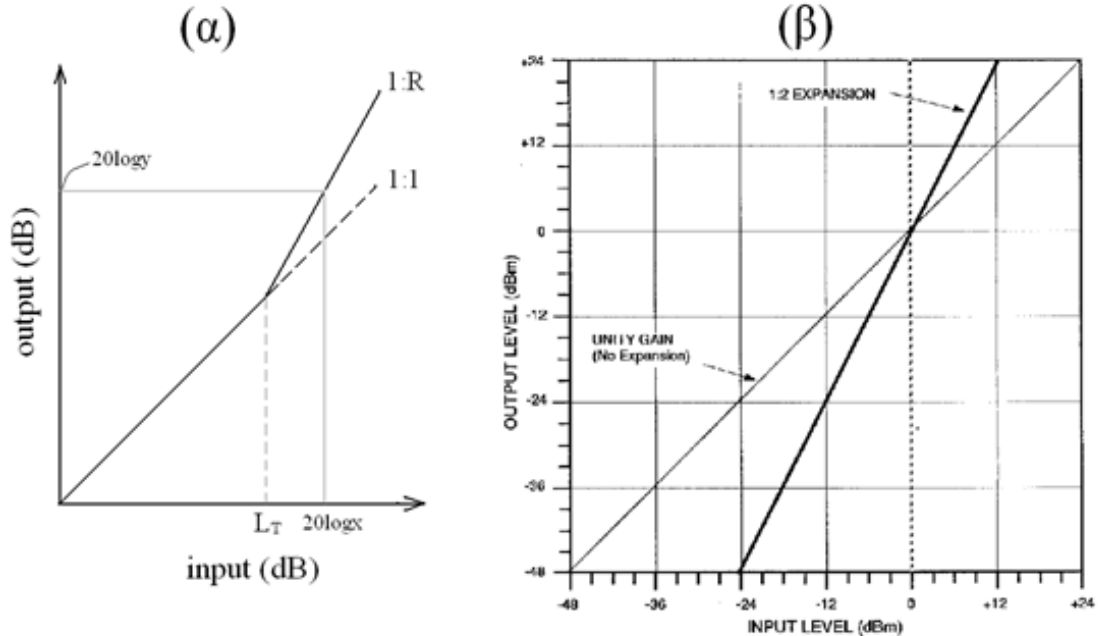 (α)
1:R
20logy
1:1
output (dB)
L_T
20logx
input (dB)
(β)
+24
+12
0
-12
-24
-36
-48
OUTPUT LEVEL (dBm)
1:2 EXPANSION
UNITY GAIN
(No Expansion)
-48
-36
-24
-12
0
+12
+24
INPUT LEVEL (dBm)